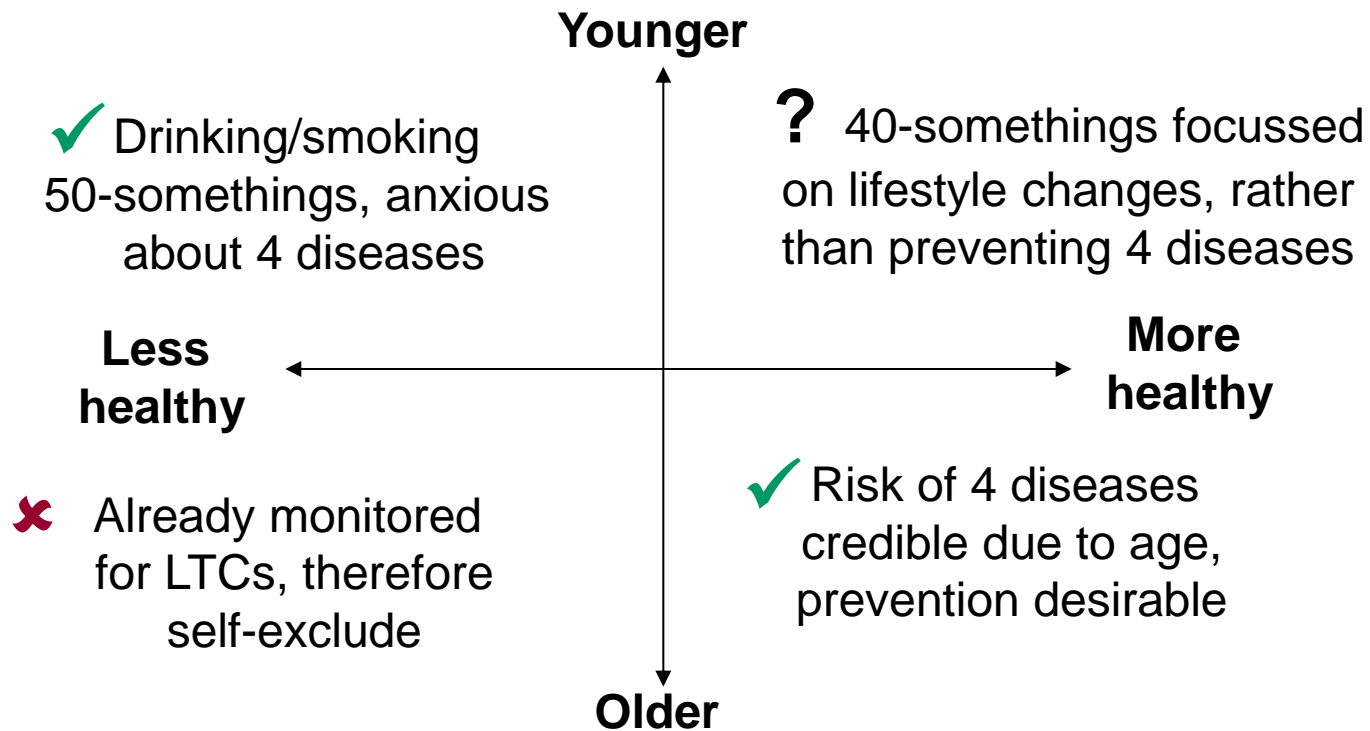 Younger
✓ Drinking/smoking
50-somethings, anxious
about 4 diseases
? 40-somethings focussed
on lifestyle changes, rather
than preventing 4 diseases
Less
healthy
More
healthy
✘ Already monitored
for LTCs, therefore
self-exclude
✓ Risk of 4 diseases
credible due to age,
prevention desirable
Older